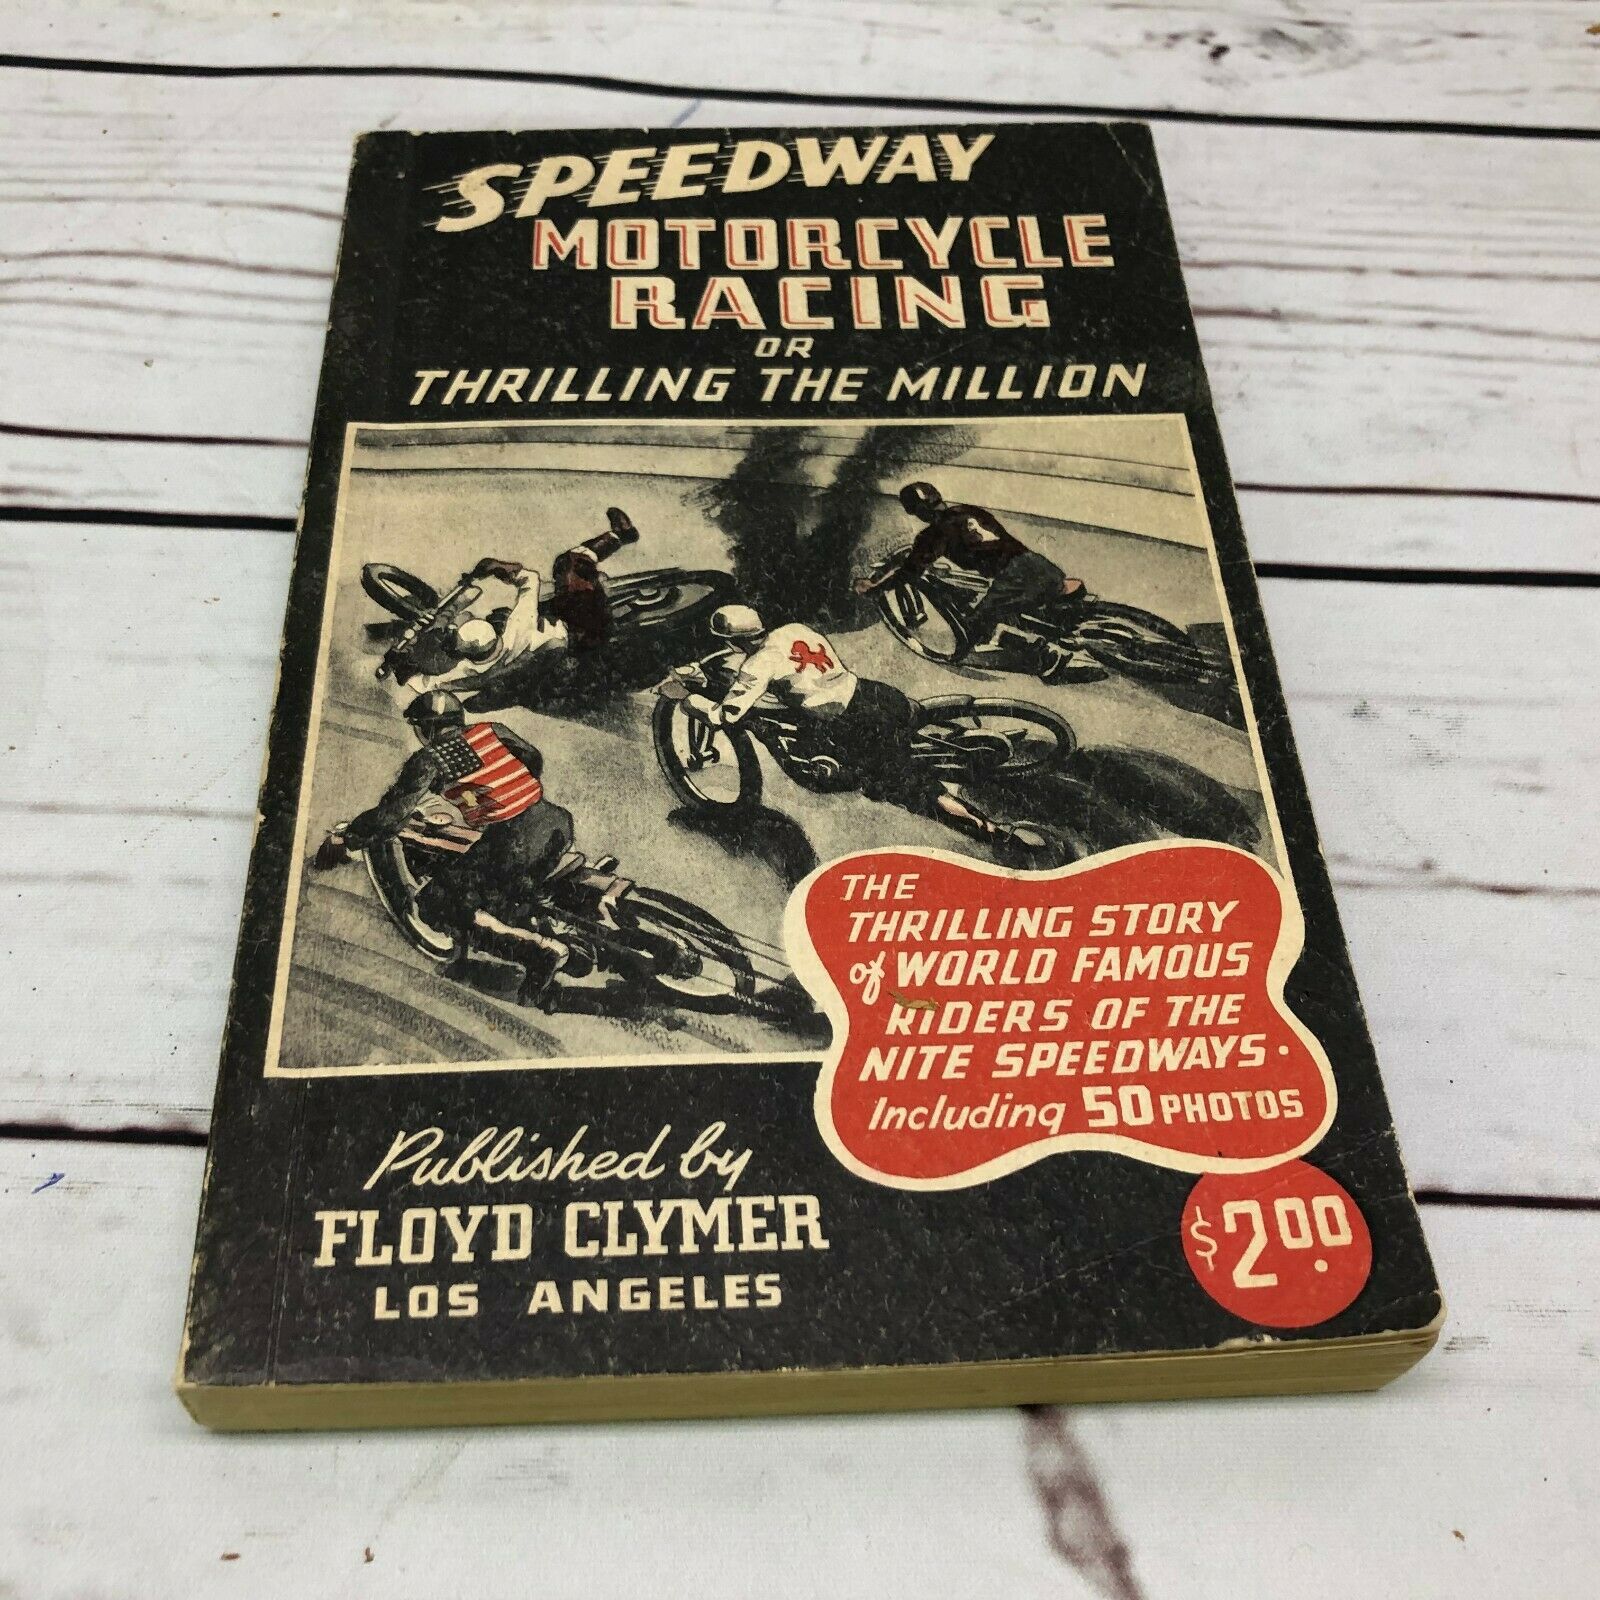 SPEEDWAY
MOTORCYCLE
RACING
OR
THRILLING THE MILLION
THE
THRILLING STORY
of WORLD FAMOUS
RIDERS OF THE
NITE SPEEDWAYS.
Including 50 PHOTOS
Published by
FLOYD CLYMER
LOS ANGELES
$2.00